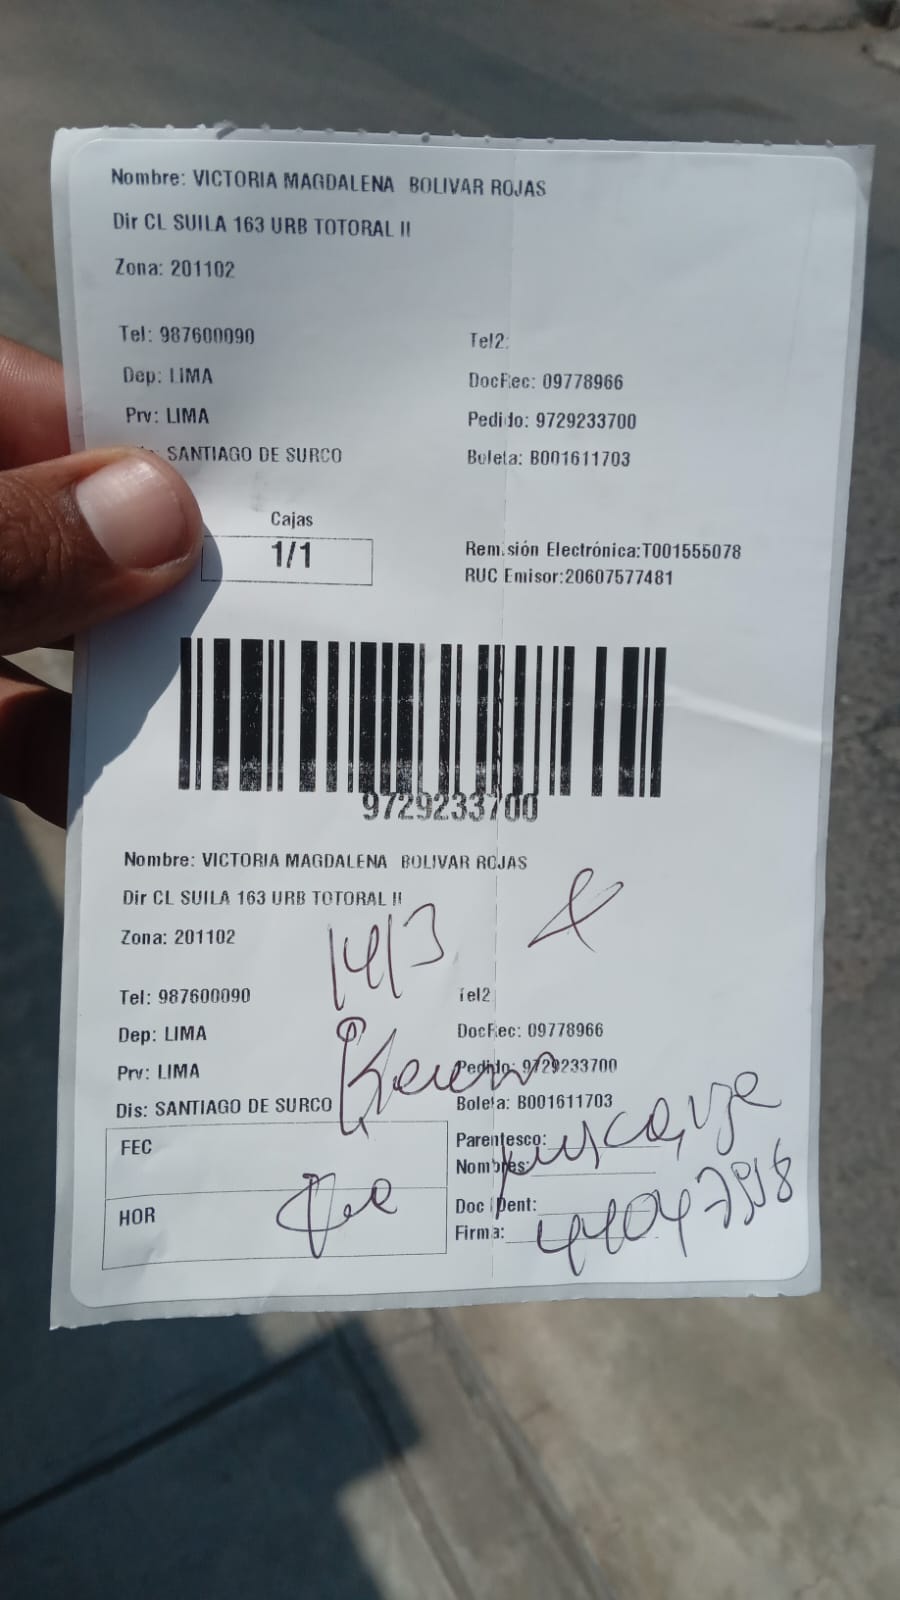 Nombre: VICTORIA MAGDALENA BOLIVAR ROJAS
Dir CL SUILA 163 URB TOTORAL II
Zona: 201102
Tel: 987600090 Tel2:
Dep: LIMA DocRec: 09778966
Prv: LIMA Pedido: 9729233700
SANTIAGO DE SURCO Boleta: B001611703
Cajas
1/1
Remisión Electrónica:T001555078
RUC Emisor:20607577481
9729233700
Nombre: VICTORIA MAGDALENA BOLIVAR ROJAS
Dir CL SUILA 163 URB TOTORAL II
Zona: 201102
14/3
Tel: 987600090 Tel2
Dep: LIMA DocRec: 09778966
Prv: LIMA Pedido: 9729233700
Dis: SANTIAGO DE SURCO Boleta: B001611703
FEC Parentesco:
Nombres:
HOR Doc Ident:
Firma: